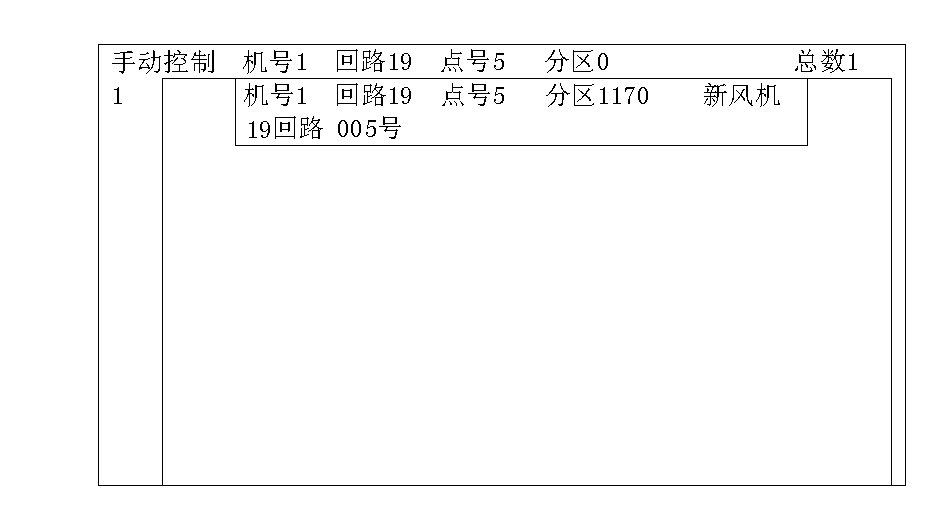 手动控制 机号1 回路19 点号5 分区0 总数1
1 机号1 回路19 点号5 分区1170 新风机
19回路 005号